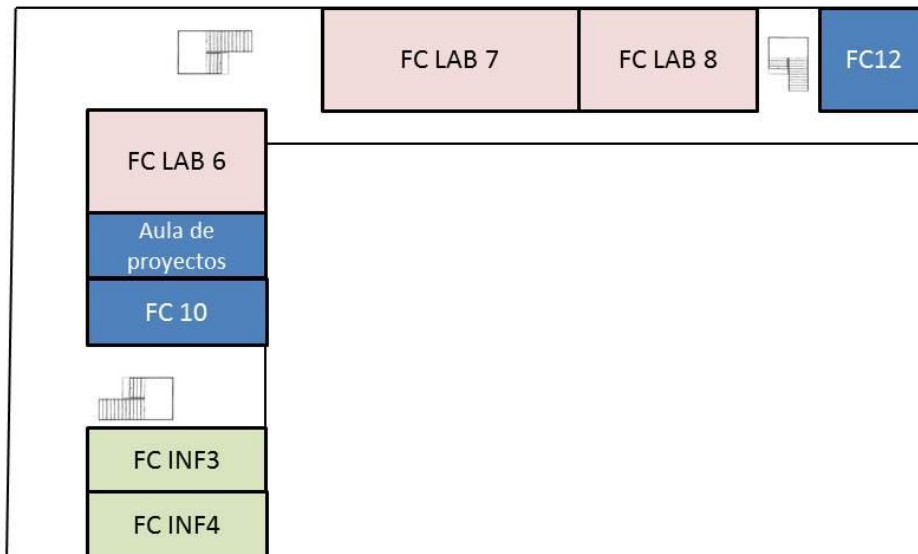 FC LAB 7
FC LAB 8
FC12
FC LAB 6
Aula de
proyectos
FC 10
FC INF3
FC INF4